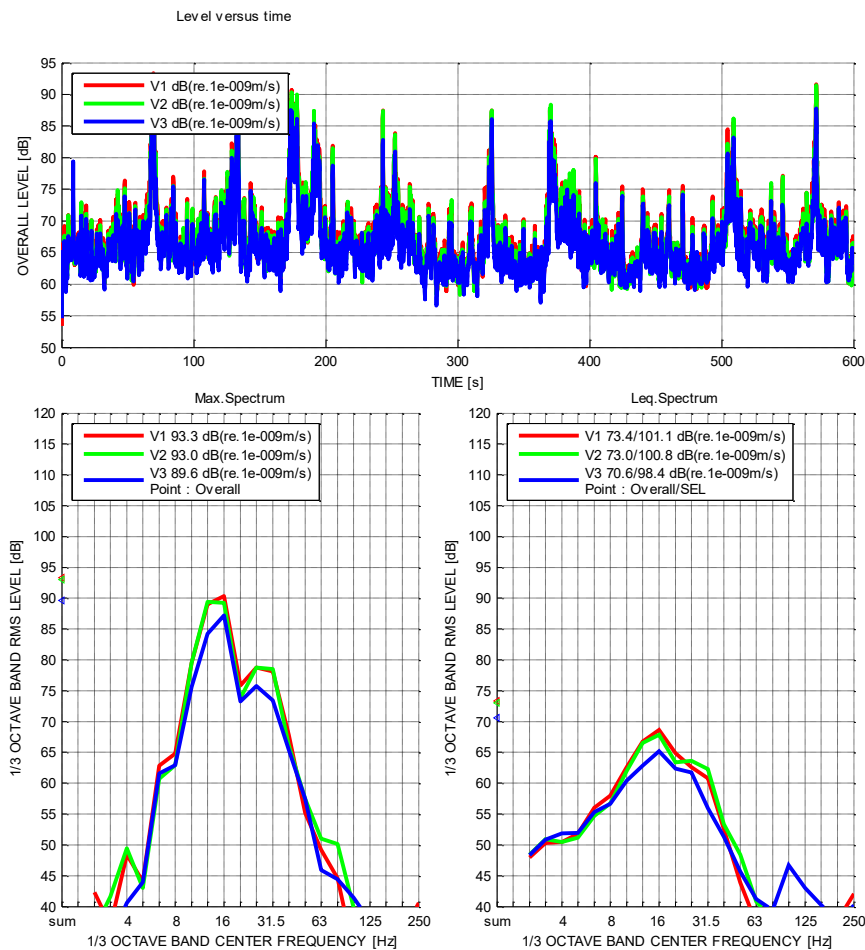 Level versus time
95
90
85
80
75
70
65
60
55
50
OVERALL LEVEL [dB]
V1 dB(re.1e-009m/s)
V2 dB(re.1e-009m/s)
V3 dB(re.1e-009m/s)
0 100 200 300 400 500 600
TIME [s]
Max.Spectrum
120
115
110
105
100
95
90
85
80
75
70
65
60
55
50
45
40
1/3 OCTAVE BAND RMS LEVEL [dB]
V1 93.3 dB(re.1e-009m/s)
V2 93.0 dB(re.1e-009m/s)
V3 89.6 dB(re.1e-009m/s)
Point : Overall
sum 4 8 16 31.5 63 125 250
1/3 OCTAVE BAND CENTER FREQUENCY [Hz]
Leq.Spectrum
120
115
110
105
100
95
90
85
80
75
70
65
60
55
50
45
40
1/3 OCTAVE BAND RMS LEVEL [dB]
V1 73.4/101.1 dB(re.1e-009m/s)
V2 73.0/100.8 dB(re.1e-009m/s)
V3 70.6/98.4 dB(re.1e-009m/s)
Point : Overall/SEL
sum 4 8 16 31.5 63 125 250
1/3 OCTAVE BAND CENTER FREQUENCY [Hz]